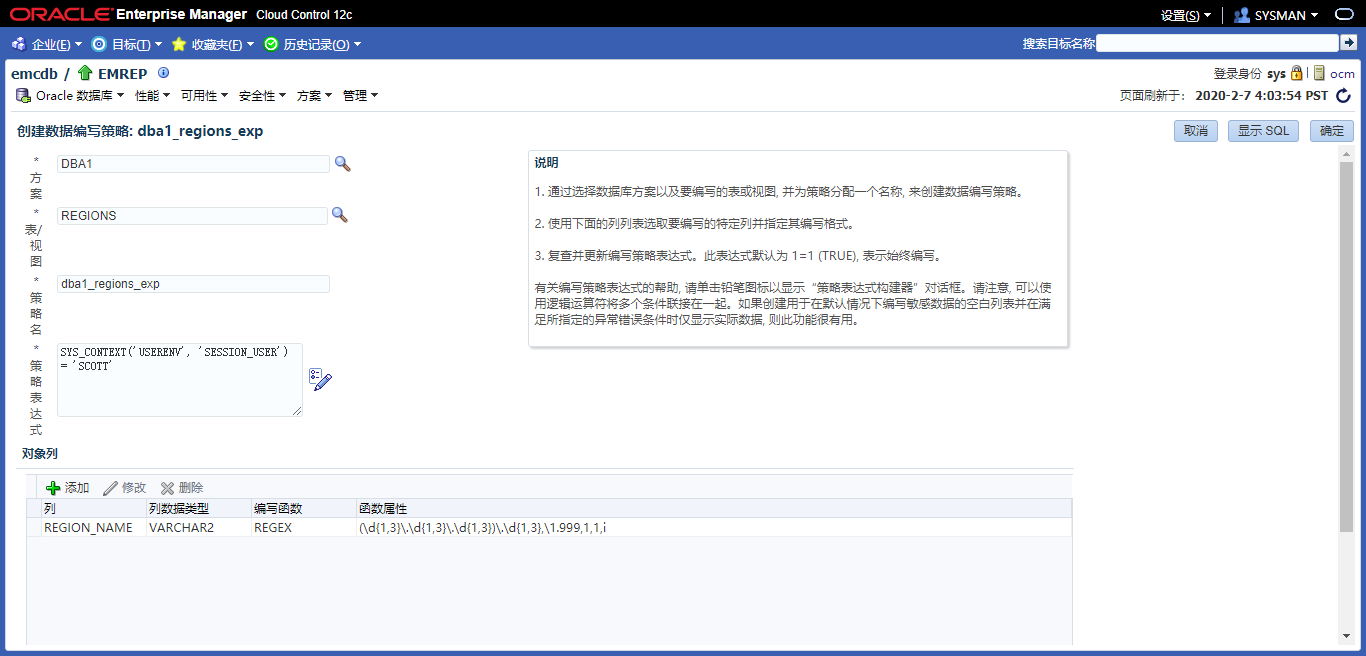 ORACLE Enterprise Manager Cloud Control 12c
设置(S) SYSMAN
企业(E) 目标(T) 收藏夹(F) 历史记录(O) 搜索目标名称
emcdb / EMREP
登录身份 sys ocm
Oracle 数据库 性能 可用性 安全性 方案 管理
页面刷新于: 2020-2-7 4:03:54 PST
创建数据编写策略: dba1_regions_exp
取消 显示 SQL 确定
* 方案 DBA1
* 表/视图 REGIONS
* 策略名 dba1_regions_exp
* 策略表达式 SYS_CONTEXT('USERENV', 'SESSION_USER')
= 'SCOTT'
说明
1. 通过选择数据库方案以及要编写的表或视图, 并为策略分配一个名称, 来创建数据编写策略。
2. 使用下面的列列表选取要编写的特定列并指定其编写格式。
3. 复查并更新编写策略表达式。此表达式默认为 1=1 (TRUE), 表示始终编写。
有关编写策略表达式的帮助, 请单击铅笔图标以显示“策略表达式构建器”对话框。请注意, 可以使
用逻辑运算符将多个条件联接在一起。如果创建用于在默认情况下编写敏感数据的空白列表并在满
足所指定的异常错误条件时仅显示实际数据, 则此功能很有用。
对象列
添加 修改 删除
列 列数据类型 编写函数 函数属性
REGION_NAME VARCHAR2 REGEX (\d{1,3}\.\d{1,3}\.\d{1,3})\.\d{1,3},\1.999,1,1,i